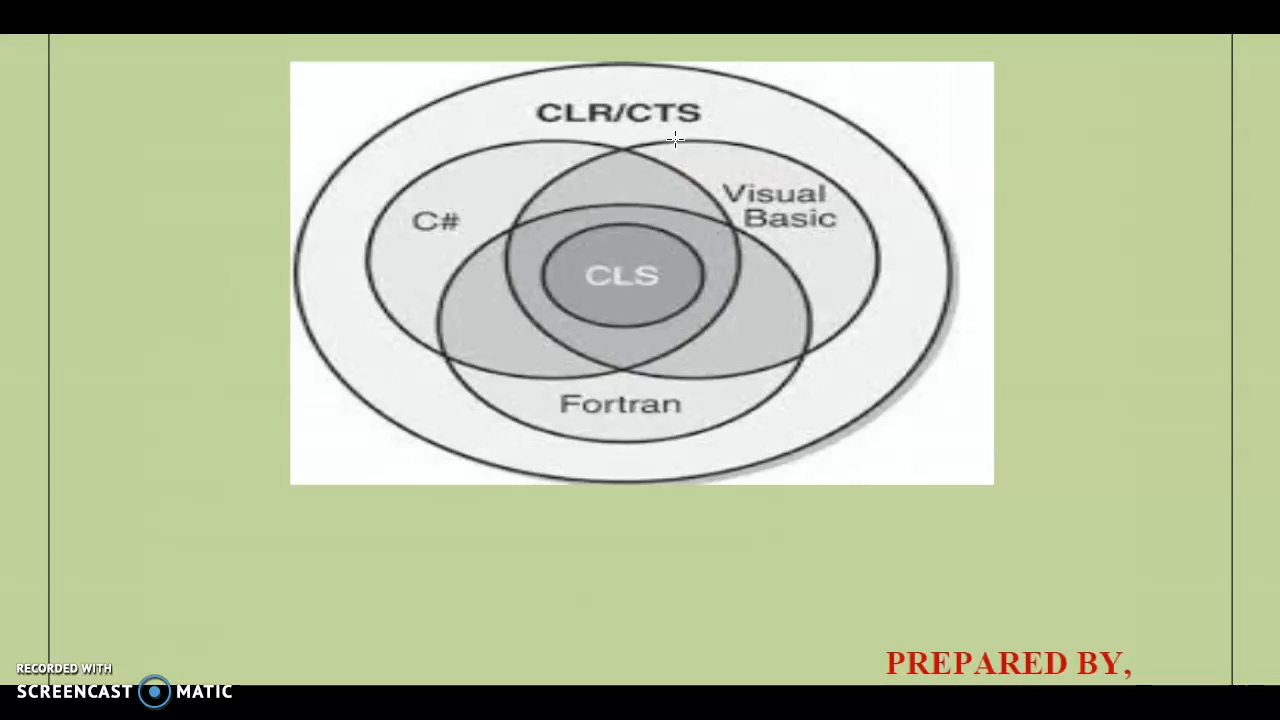 CLR/CTS
C#
Visual
Basic
CLS
Fortran
PREPARED BY,
RECORDED WITH
SCREENCAST MATIC